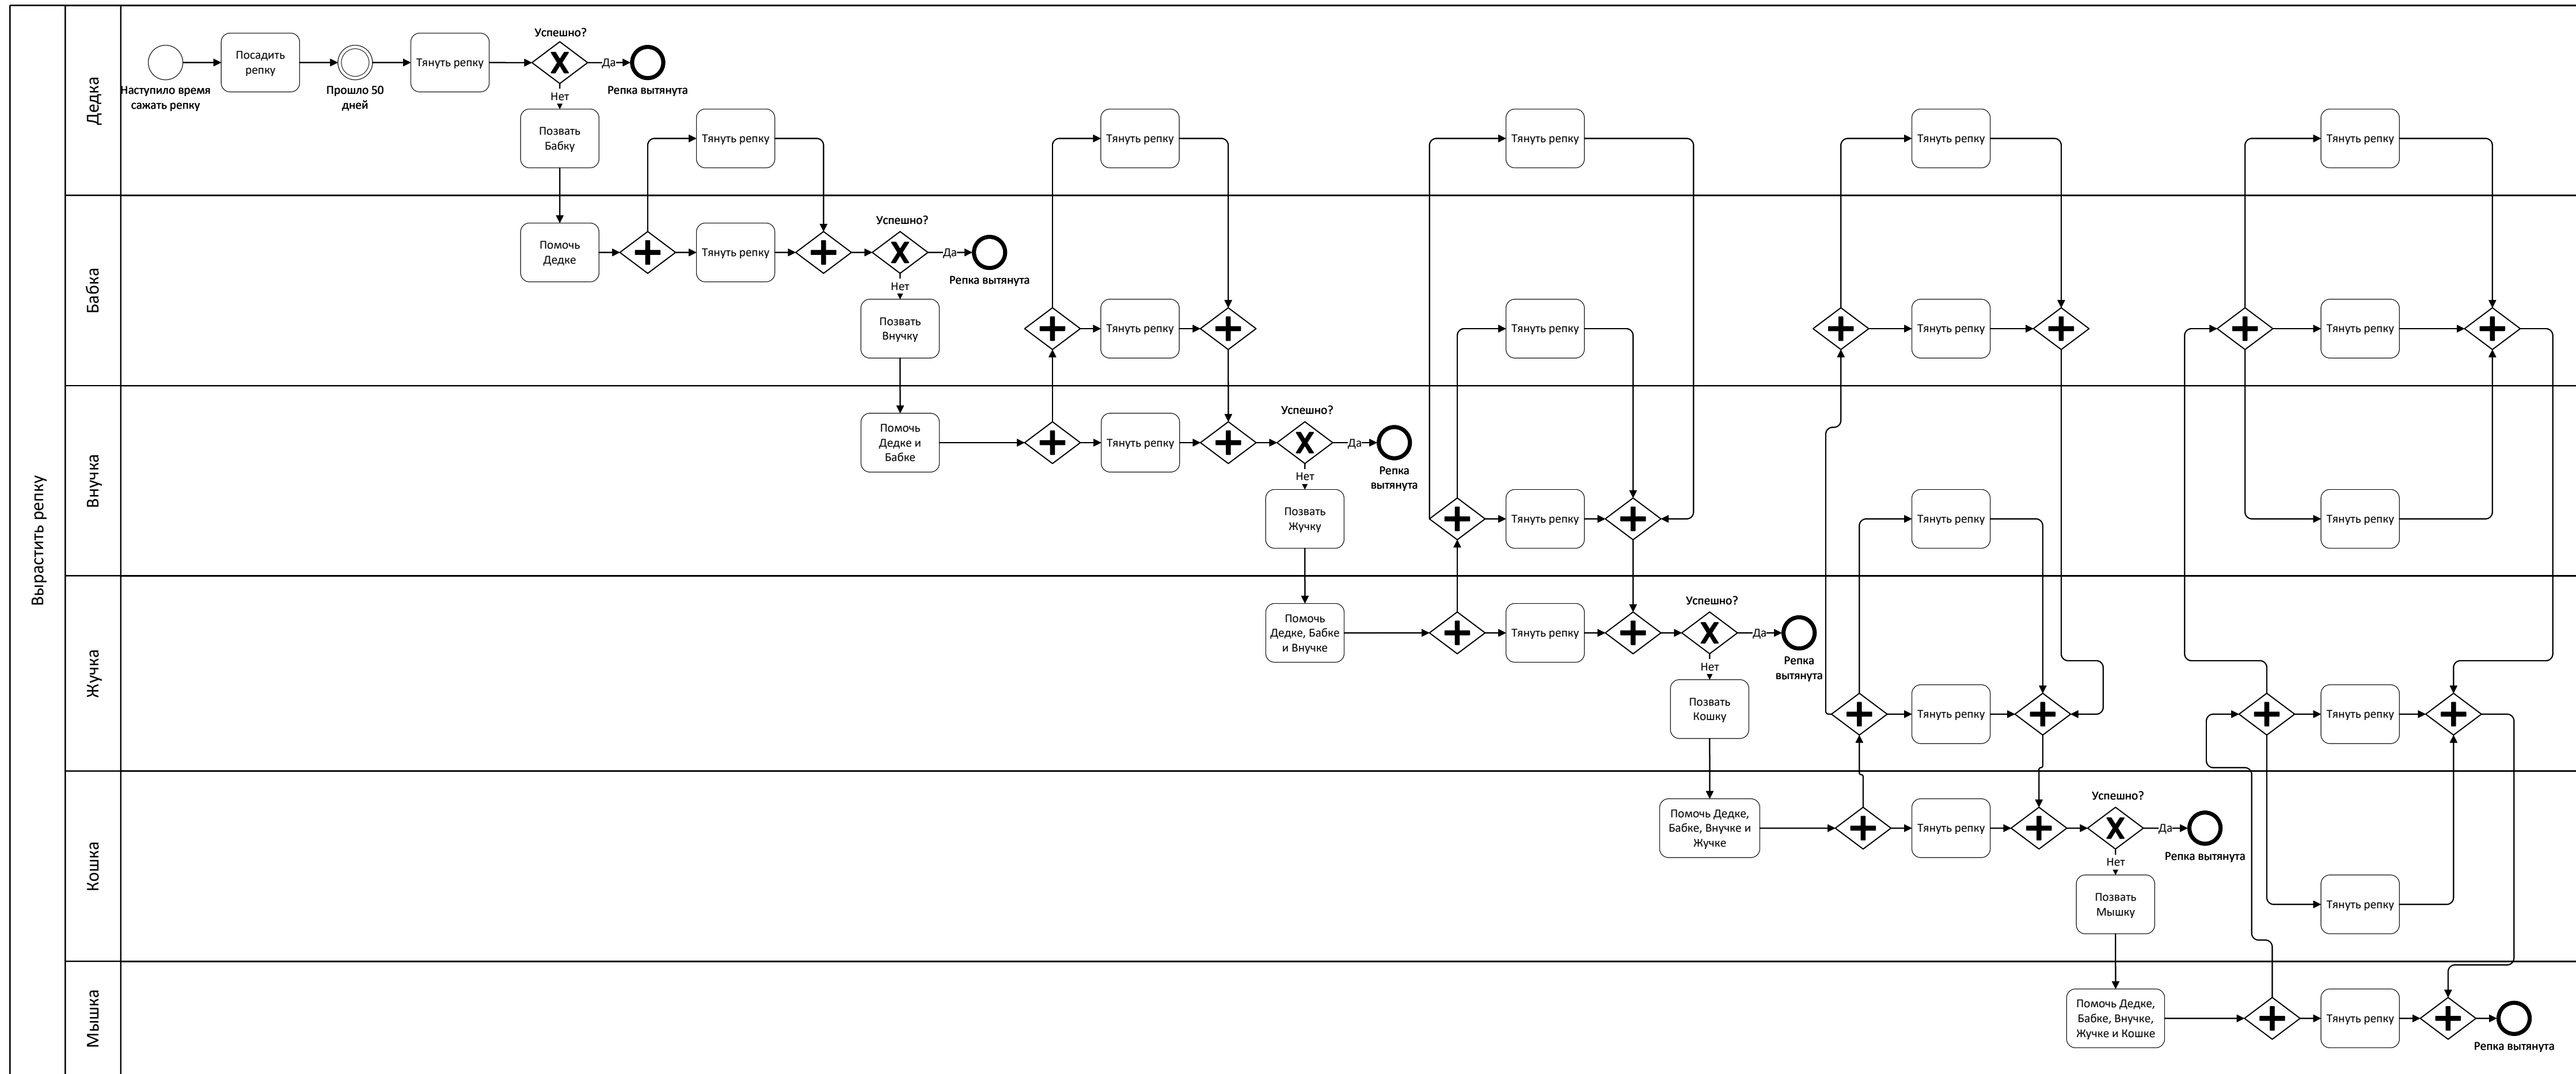 Вырастить репку
Дедка
Успешно?
Посадить
репку
Тянуть репку
Да
Наступило время
сажать репку
Прошло 50
дней
Репка вытянута
Нет
Позвать
Бабку
Тянуть репку
Тянуть репку
Тянуть репку
Тянуть репку
Тянуть репку
Бабка
Успешно?
Помочь
Дедке
Тянуть репку
Да
Репка вытянута
Нет
Позвать
Внучку
Тянуть репку
Тянуть репку
Тянуть репку
Тянуть репку
Внучка
Успешно?
Помочь
Дедке и
Бабке
Тянуть репку
Да
Репка
вытянута
Нет
Позвать
Жучку
Тянуть репку
Тянуть репку
Тянуть репку
Жучка
Успешно?
Помочь
Дедке, Бабке
и Внучке
Тянуть репку
Да
Репка
вытянута
Нет
Позвать
Кошку
Тянуть репку
Тянуть репку
Кошка
Успешно?
Помочь Дедке,
Бабке, Внучке и
Жучке
Тянуть репку
Да
Репка вытянута
Нет
Позвать
Мышку
Тянуть репку
Мышка
Помочь Дедке,
Бабке, Внучке,
Жучке и Кошке
Тянуть репку
Репка вытянута